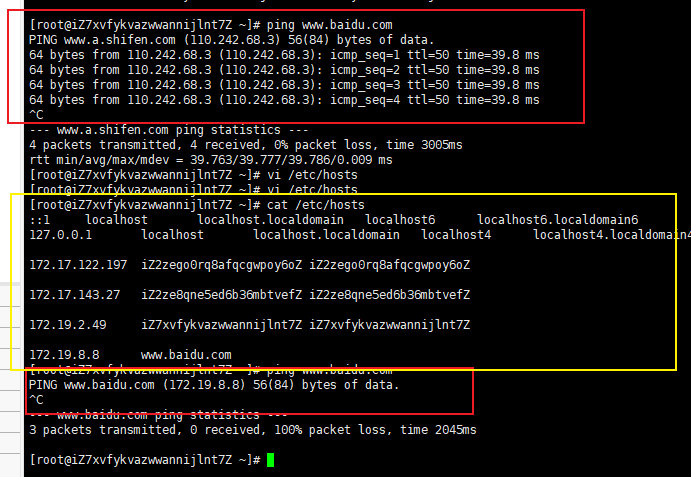 [root@iZ7xvfykvazwwannijlnt7Z ~]# ping www.baidu.com
PING www.a.shifen.com (110.242.68.3) 56(84) bytes of data.
64 bytes from 110.242.68.3 (110.242.68.3): icmp_seq=1 ttl=50 time=39.8 ms
64 bytes from 110.242.68.3 (110.242.68.3): icmp_seq=2 ttl=50 time=39.8 ms
64 bytes from 110.242.68.3 (110.242.68.3): icmp_seq=3 ttl=50 time=39.8 ms
64 bytes from 110.242.68.3 (110.242.68.3): icmp_seq=4 ttl=50 time=39.8 ms
^C
--- www.a.shifen.com ping statistics ---
4 packets transmitted, 4 received, 0% packet loss, time 3005ms
rtt min/avg/max/mdev = 39.763/39.777/39.786/0.009 ms
[root@iZ7xvfykvazwwannijlnt7Z ~]# vi /etc/hosts
[root@iZ7xvfykvazwwannijlnt7Z ~]# vi /etc/hosts
[root@iZ7xvfykvazwwannijlnt7Z ~]# cat /etc/hosts
::1 localhost localhost.localdomain localhost6 localhost6.localdomain6
127.0.0.1 localhost localhost.localdomain localhost4 localhost4.localdomain4
172.17.122.197 iZ2zego0rq8afqcgwpoy6oZ iZ2zego0rq8afqcgwpoy6oZ
172.17.143.27 iZ2ze8qne5ed6b36mbtvefZ iZ2ze8qne5ed6b36mbtvefZ
172.19.2.49 iZ7xvfykvazwwannijlnt7Z iZ7xvfykvazwwannijlnt7Z
172.19.8.8 www.baidu.com
[root@iZ7xvfykvazwwannijlnt7Z ~]# ping www.baidu.com
PING www.baidu.com (172.19.8.8) 56(84) bytes of data.
^C
--- www.baidu.com ping statistics ---
3 packets transmitted, 0 received, 100% packet loss, time 2045ms
[root@iZ7xvfykvazwwannijlnt7Z ~]#